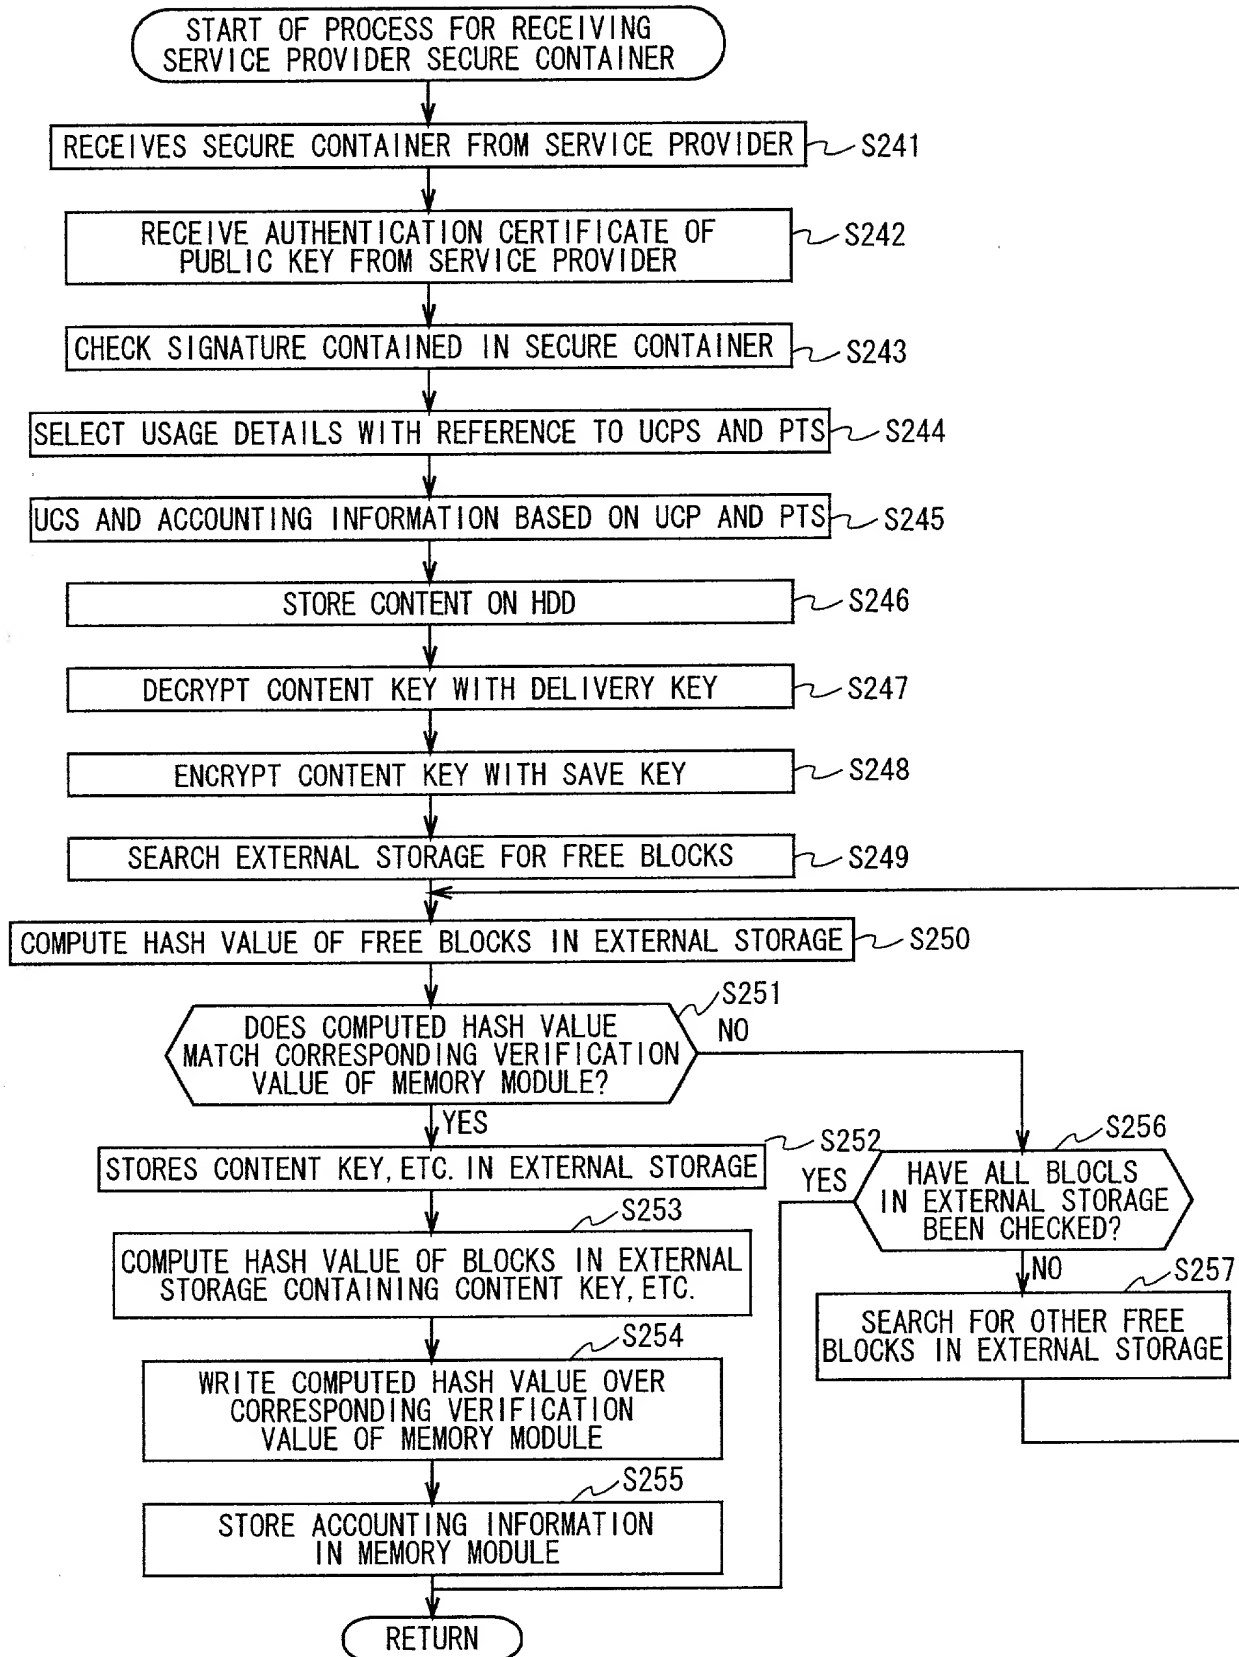 START OF PROCESS FOR RECEIVING
SERVICE PROVIDER SECURE CONTAINER
RECEIVES SECURE CONTAINER FROM SERVICE PROVIDER
S241
RECEIVE AUTHENTICATION CERTIFICATE OF
PUBLIC KEY FROM SERVICE PROVIDER
S242
CHECK SIGNATURE CONTAINED IN SECURE CONTAINER
S243
SELECT USAGE DETAILS WITH REFERENCE TO UCPS AND PTS
S244
UCS AND ACCOUNTING INFORMATION BASED ON UCP AND PTS
S245
STORE CONTENT ON HDD
S246
DECRYPT CONTENT KEY WITH DELIVERY KEY
S247
ENCRYPT CONTENT KEY WITH SAVE KEY
S248
SEARCH EXTERNAL STORAGE FOR FREE BLOCKS
S249
COMPUTE HASH VALUE OF FREE BLOCKS IN EXTERNAL STORAGE
S250
S251
DOES COMPUTED HASH VALUE
MATCH CORRESPONDING VERIFICATION
VALUE OF MEMORY MODULE?
NO
YES
S252
STORES CONTENT KEY, ETC. IN EXTERNAL STORAGE
S253
COMPUTE HASH VALUE OF BLOCKS IN EXTERNAL
STORAGE CONTAINING CONTENT KEY, ETC.
S254
WRITE COMPUTED HASH VALUE OVER
CORRESPONDING VERIFICATION
VALUE OF MEMORY MODULE
S255
STORE ACCOUNTING INFORMATION
IN MEMORY MODULE
S256
YES
HAVE ALL BLOCLS
IN EXTERNAL STORAGE
BEEN CHECKED?
NO
S257
SEARCH FOR OTHER FREE
BLOCKS IN EXTERNAL STORAGE
RETURN